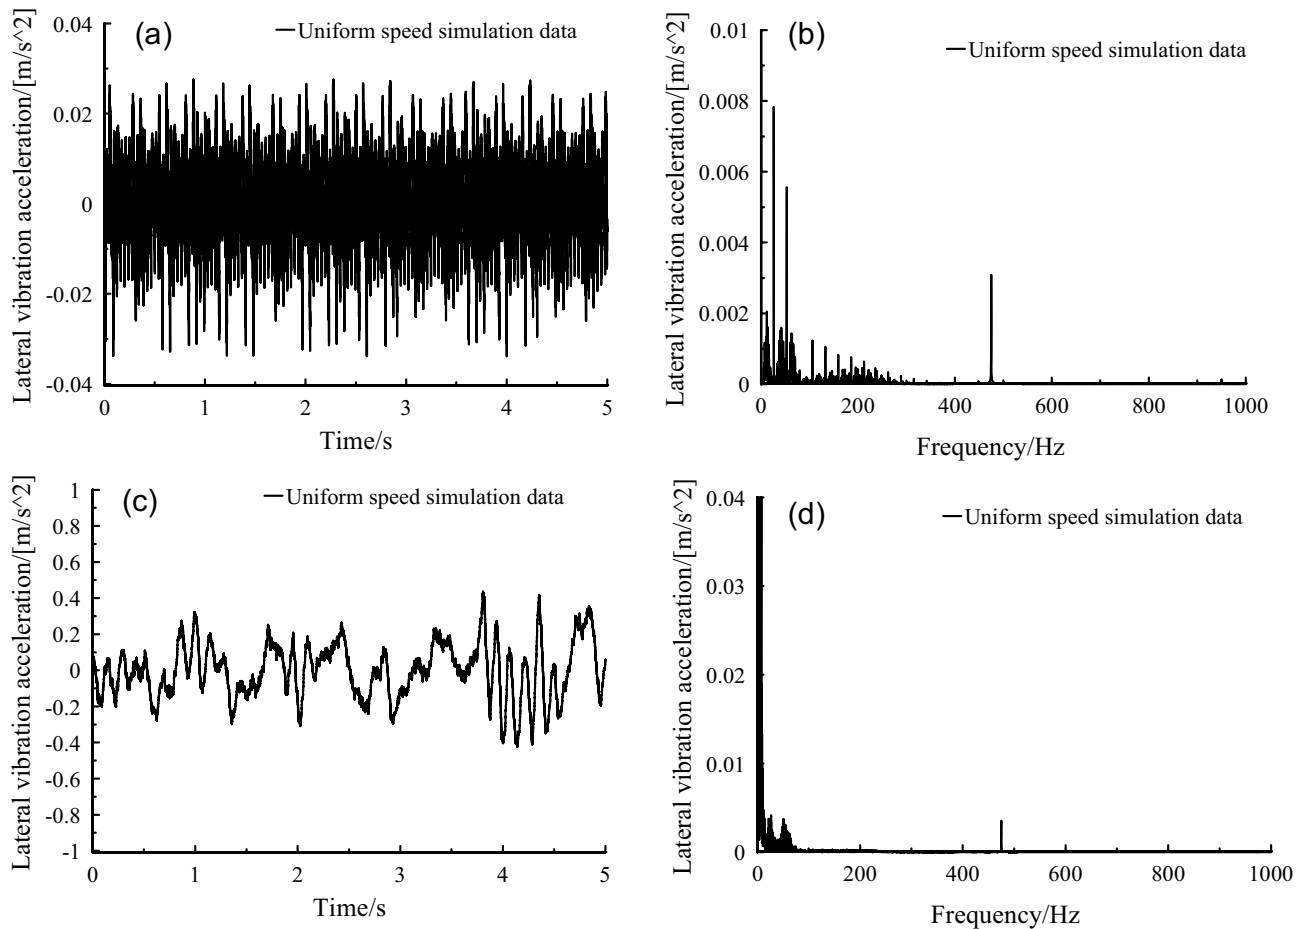 (a)
Uniform speed simulation data
Lateral vibration acceleration/[m/s^2]
0.04
0.02
0
-0.02
-0.04
0 1 2 3 4 5
Time/s
(b)
Uniform speed simulation data
Lateral vibration acceleration/[m/s^2]
0.01
0.008
0.006
0.004
0.002
0
0 200 400 600 800 1000
Frequency/Hz
(c)
Uniform speed simulation data
Lateral vibration acceleration/[m/s^2]
1
0.8
0.6
0.4
0.2
0
-0.2
-0.4
-0.6
-0.8
-1
0 1 2 3 4 5
Time/s
(d)
Uniform speed simulation data
Lateral vibration acceleration/[m/s^2]
0.04
0.03
0.02
0.01
0
0 200 400 600 800 1000
Frequency/Hz